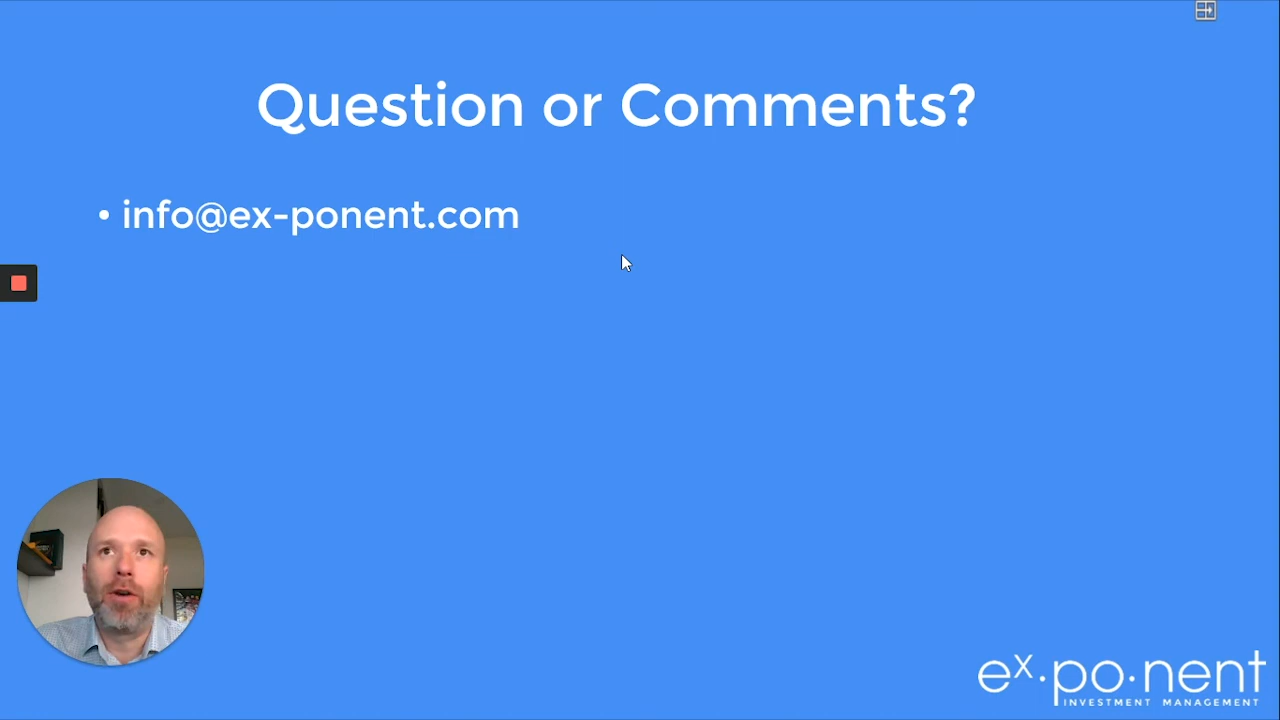 Question or Comments?
• info@ex-ponent.com
eˣ·po·nent
INVESTMENT MANAGEMENT